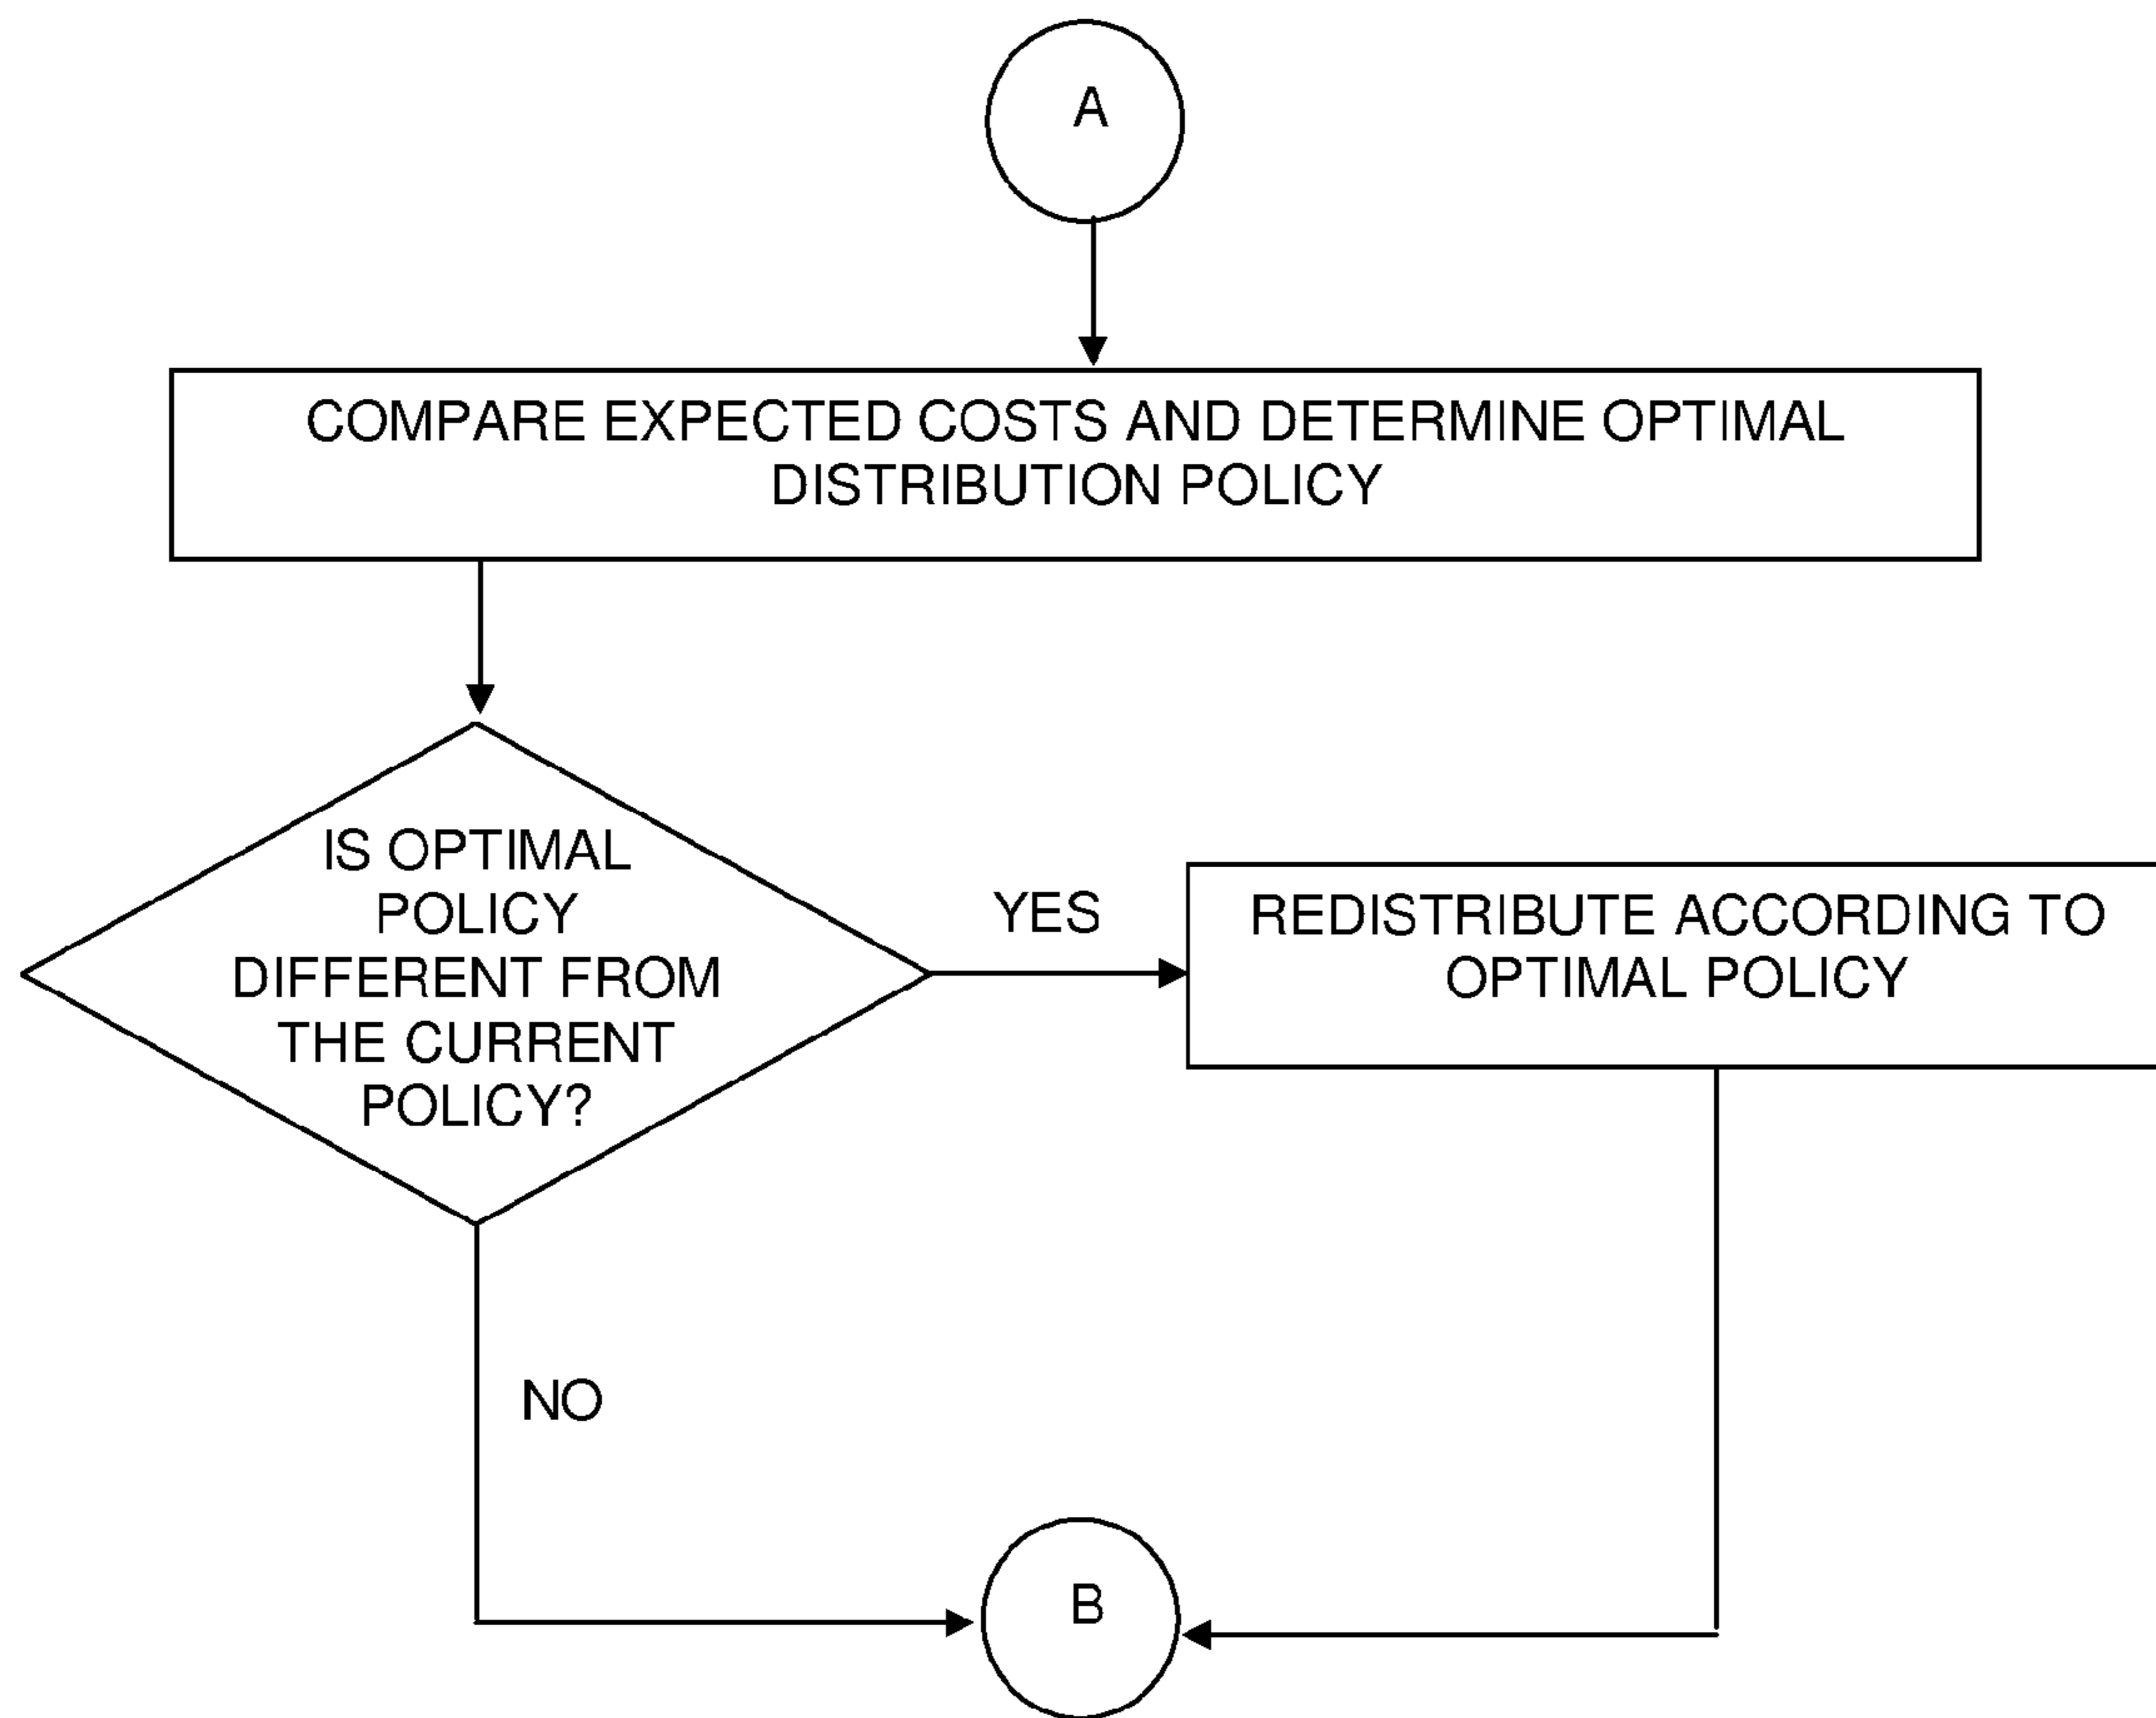 A
COMPARE EXPECTED COSTS AND DETERMINE OPTIMAL
DISTRIBUTION POLICY
IS OPTIMAL
POLICY
DIFFERENT FROM
THE CURRENT
POLICY?
YES
REDISTRIBUTE ACCORDING TO
OPTIMAL POLICY
NO
B